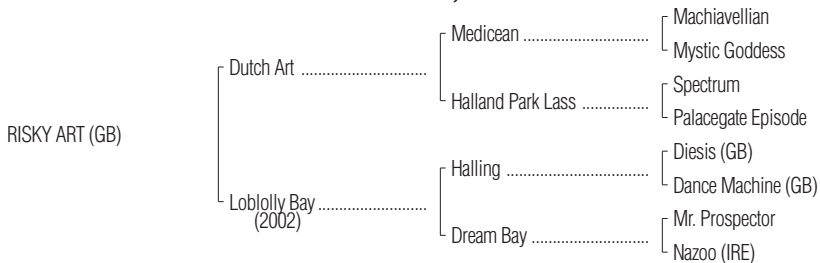 Machiavellian
Medicean ................................
Mystic Goddess
Dutch Art ................................
Spectrum
Halland Park Lass .................
Palacegate Episode
RISKY ART (GB)
Diesis (GB)
Halling ....................................
Dance Machine (GB)
Loblolly Bay ...........................
(2002)
Mr. Prospector
Dream Bay ..............................
Nazoo (IRE)